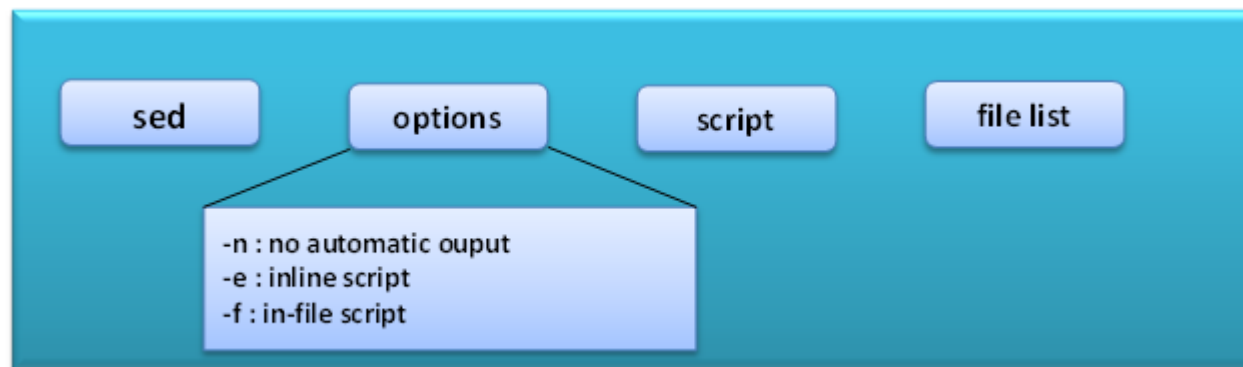 sed
options
script
file list
-n : no automatic ouput
-e : inline script
-f : in-file script